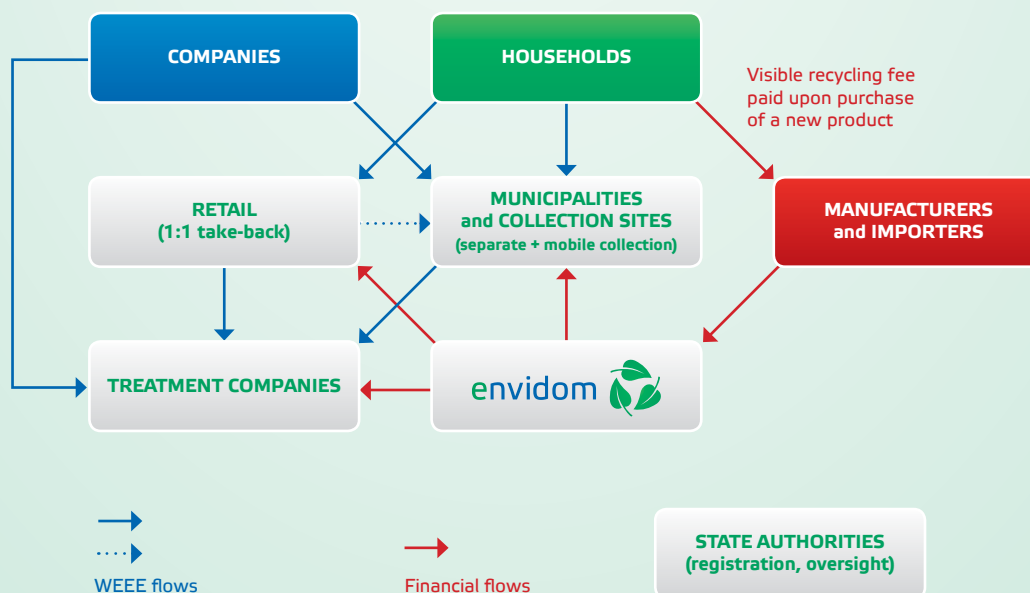 COMPANIES
HOUSEHOLDS
Visible recycling fee
paid upon purchase
of a new product
RETAIL
(1:1 take-back)
MUNICIPALITIES
and COLLECTION SITES
(separate + mobile collection)
MANUFACTURERS
and IMPORTERS
TREATMENT COMPANIES
envidom
WEEE flows
Financial flows
STATE AUTHORITIES
(registration, oversight)